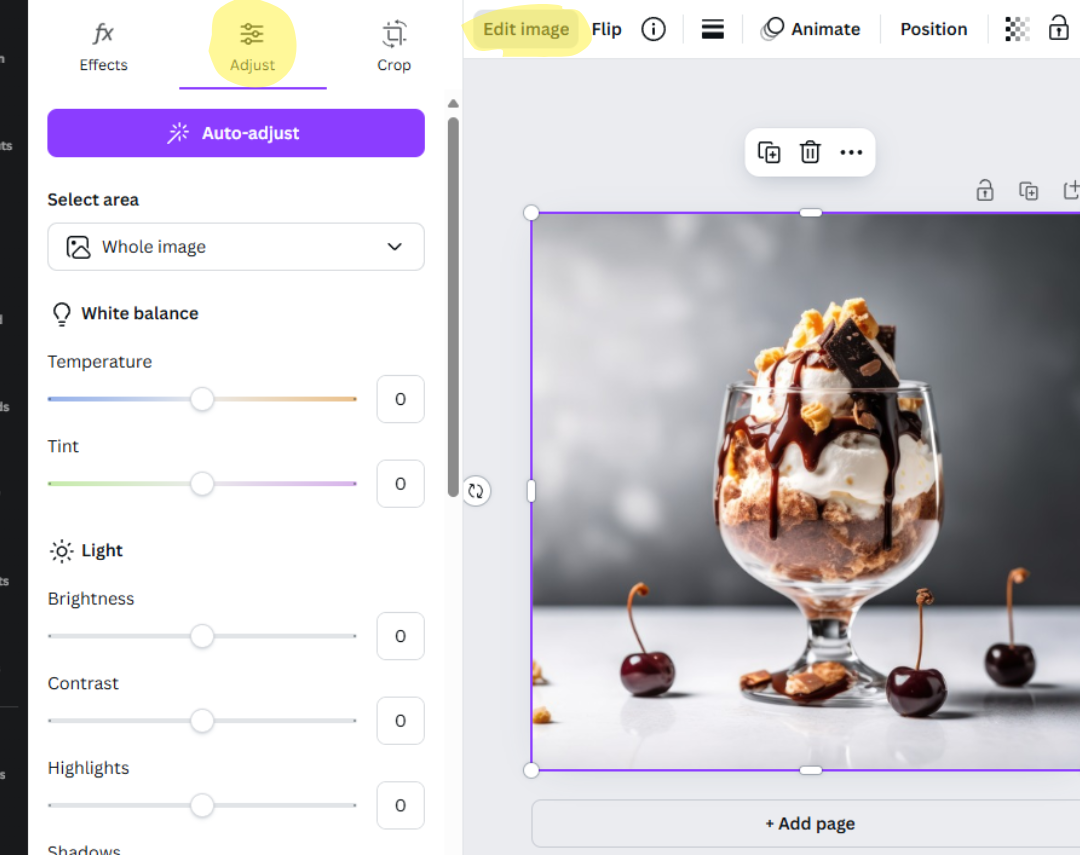 Effects
Adjust
Crop
Edit image
Flip
Animate
Position
Auto-adjust
Select area
Whole image
White balance
Temperature
0
Tint
0
Light
Brightness
0
Contrast
0
Highlights
0
Shadows
+ Add page